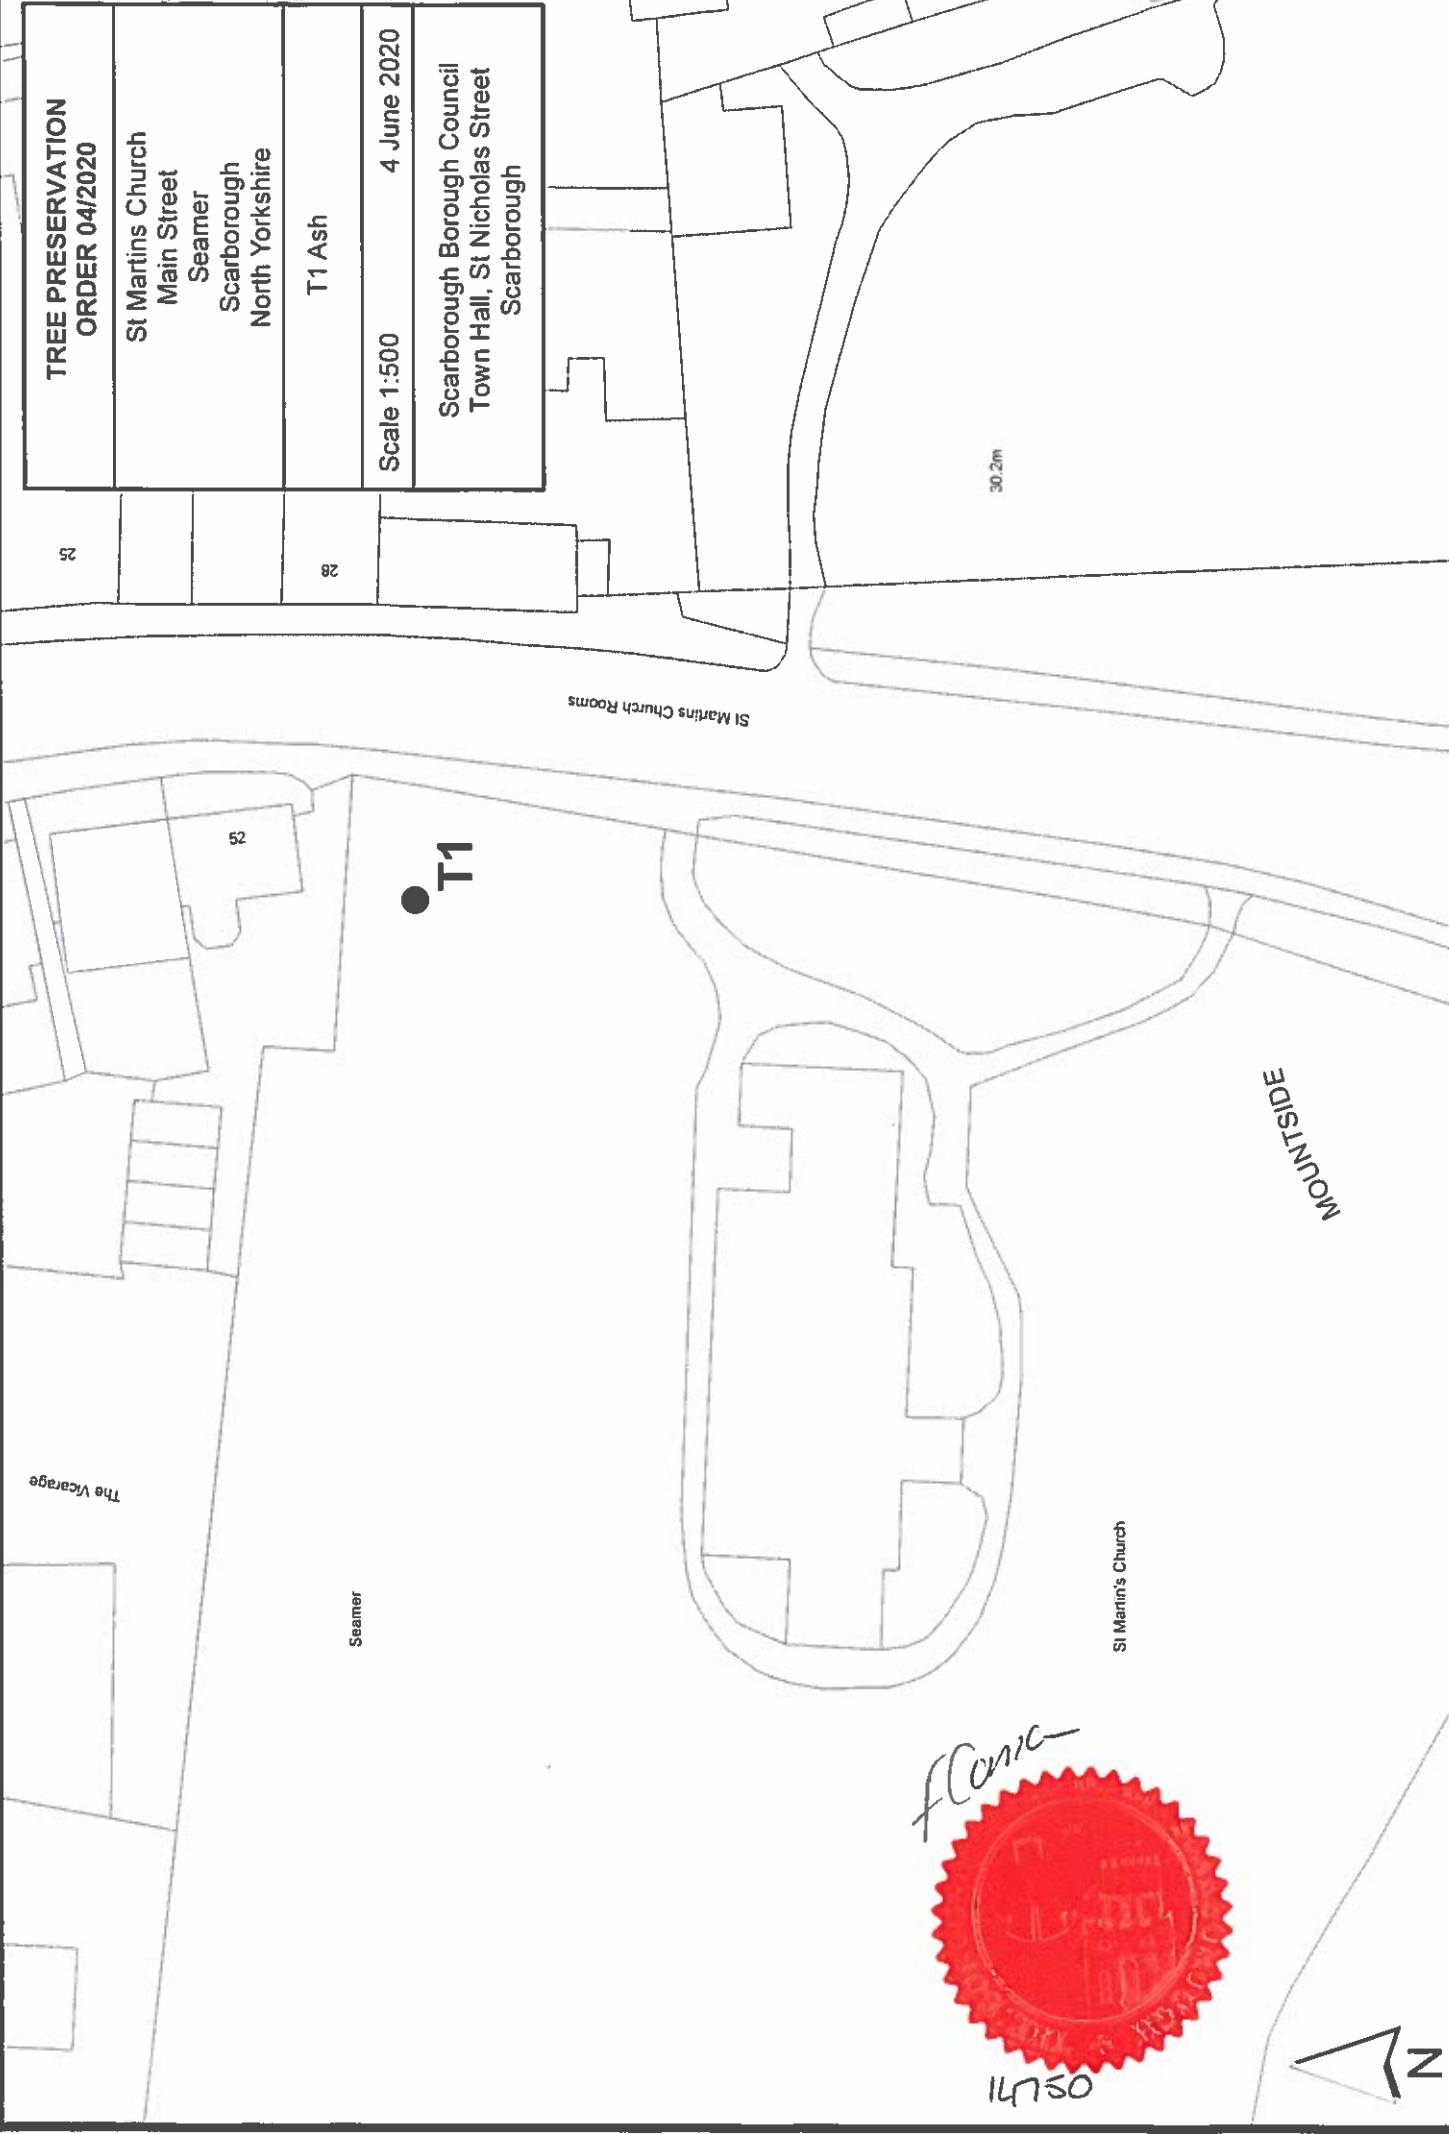 TREE PRESERVATION
ORDER 04/2020
St Martins Church
Main Street
Seamer
Scarborough
North Yorkshire
T1 Ash
Scale 1:500 4 June 2020
Scarborough Borough Council
Town Hall, St Nicholas Street
Scarborough
25
28
30.2m
St Martins Church Rooms
52
T1
The Vicarage
Seamer
MOUNTSIDE
St Martin's Church
14750
N